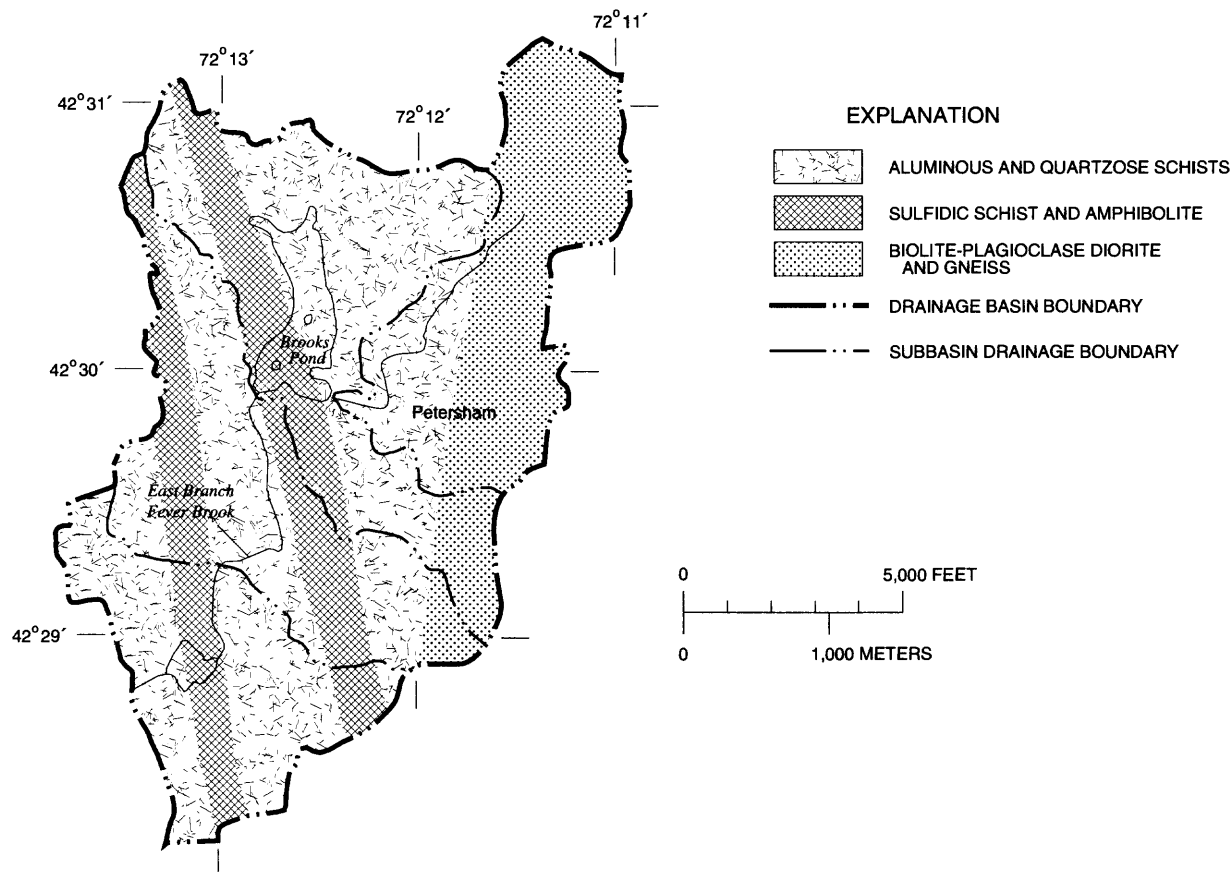 72°11′
72°13′
42°31′
72°12′
Brooks
Pond
42°30′
Petersham
East Branch
Fever Brook
42°29′
EXPLANATION
ALUMINOUS AND QUARTZOSE SCHISTS
SULFIDIC SCHIST AND AMPHIBOLITE
BIOLITE-PLAGIOCLASE DIORITE
AND GNEISS
DRAINAGE BASIN BOUNDARY
SUBBASIN DRAINAGE BOUNDARY
0 5,000 FEET
0 1,000 METERS